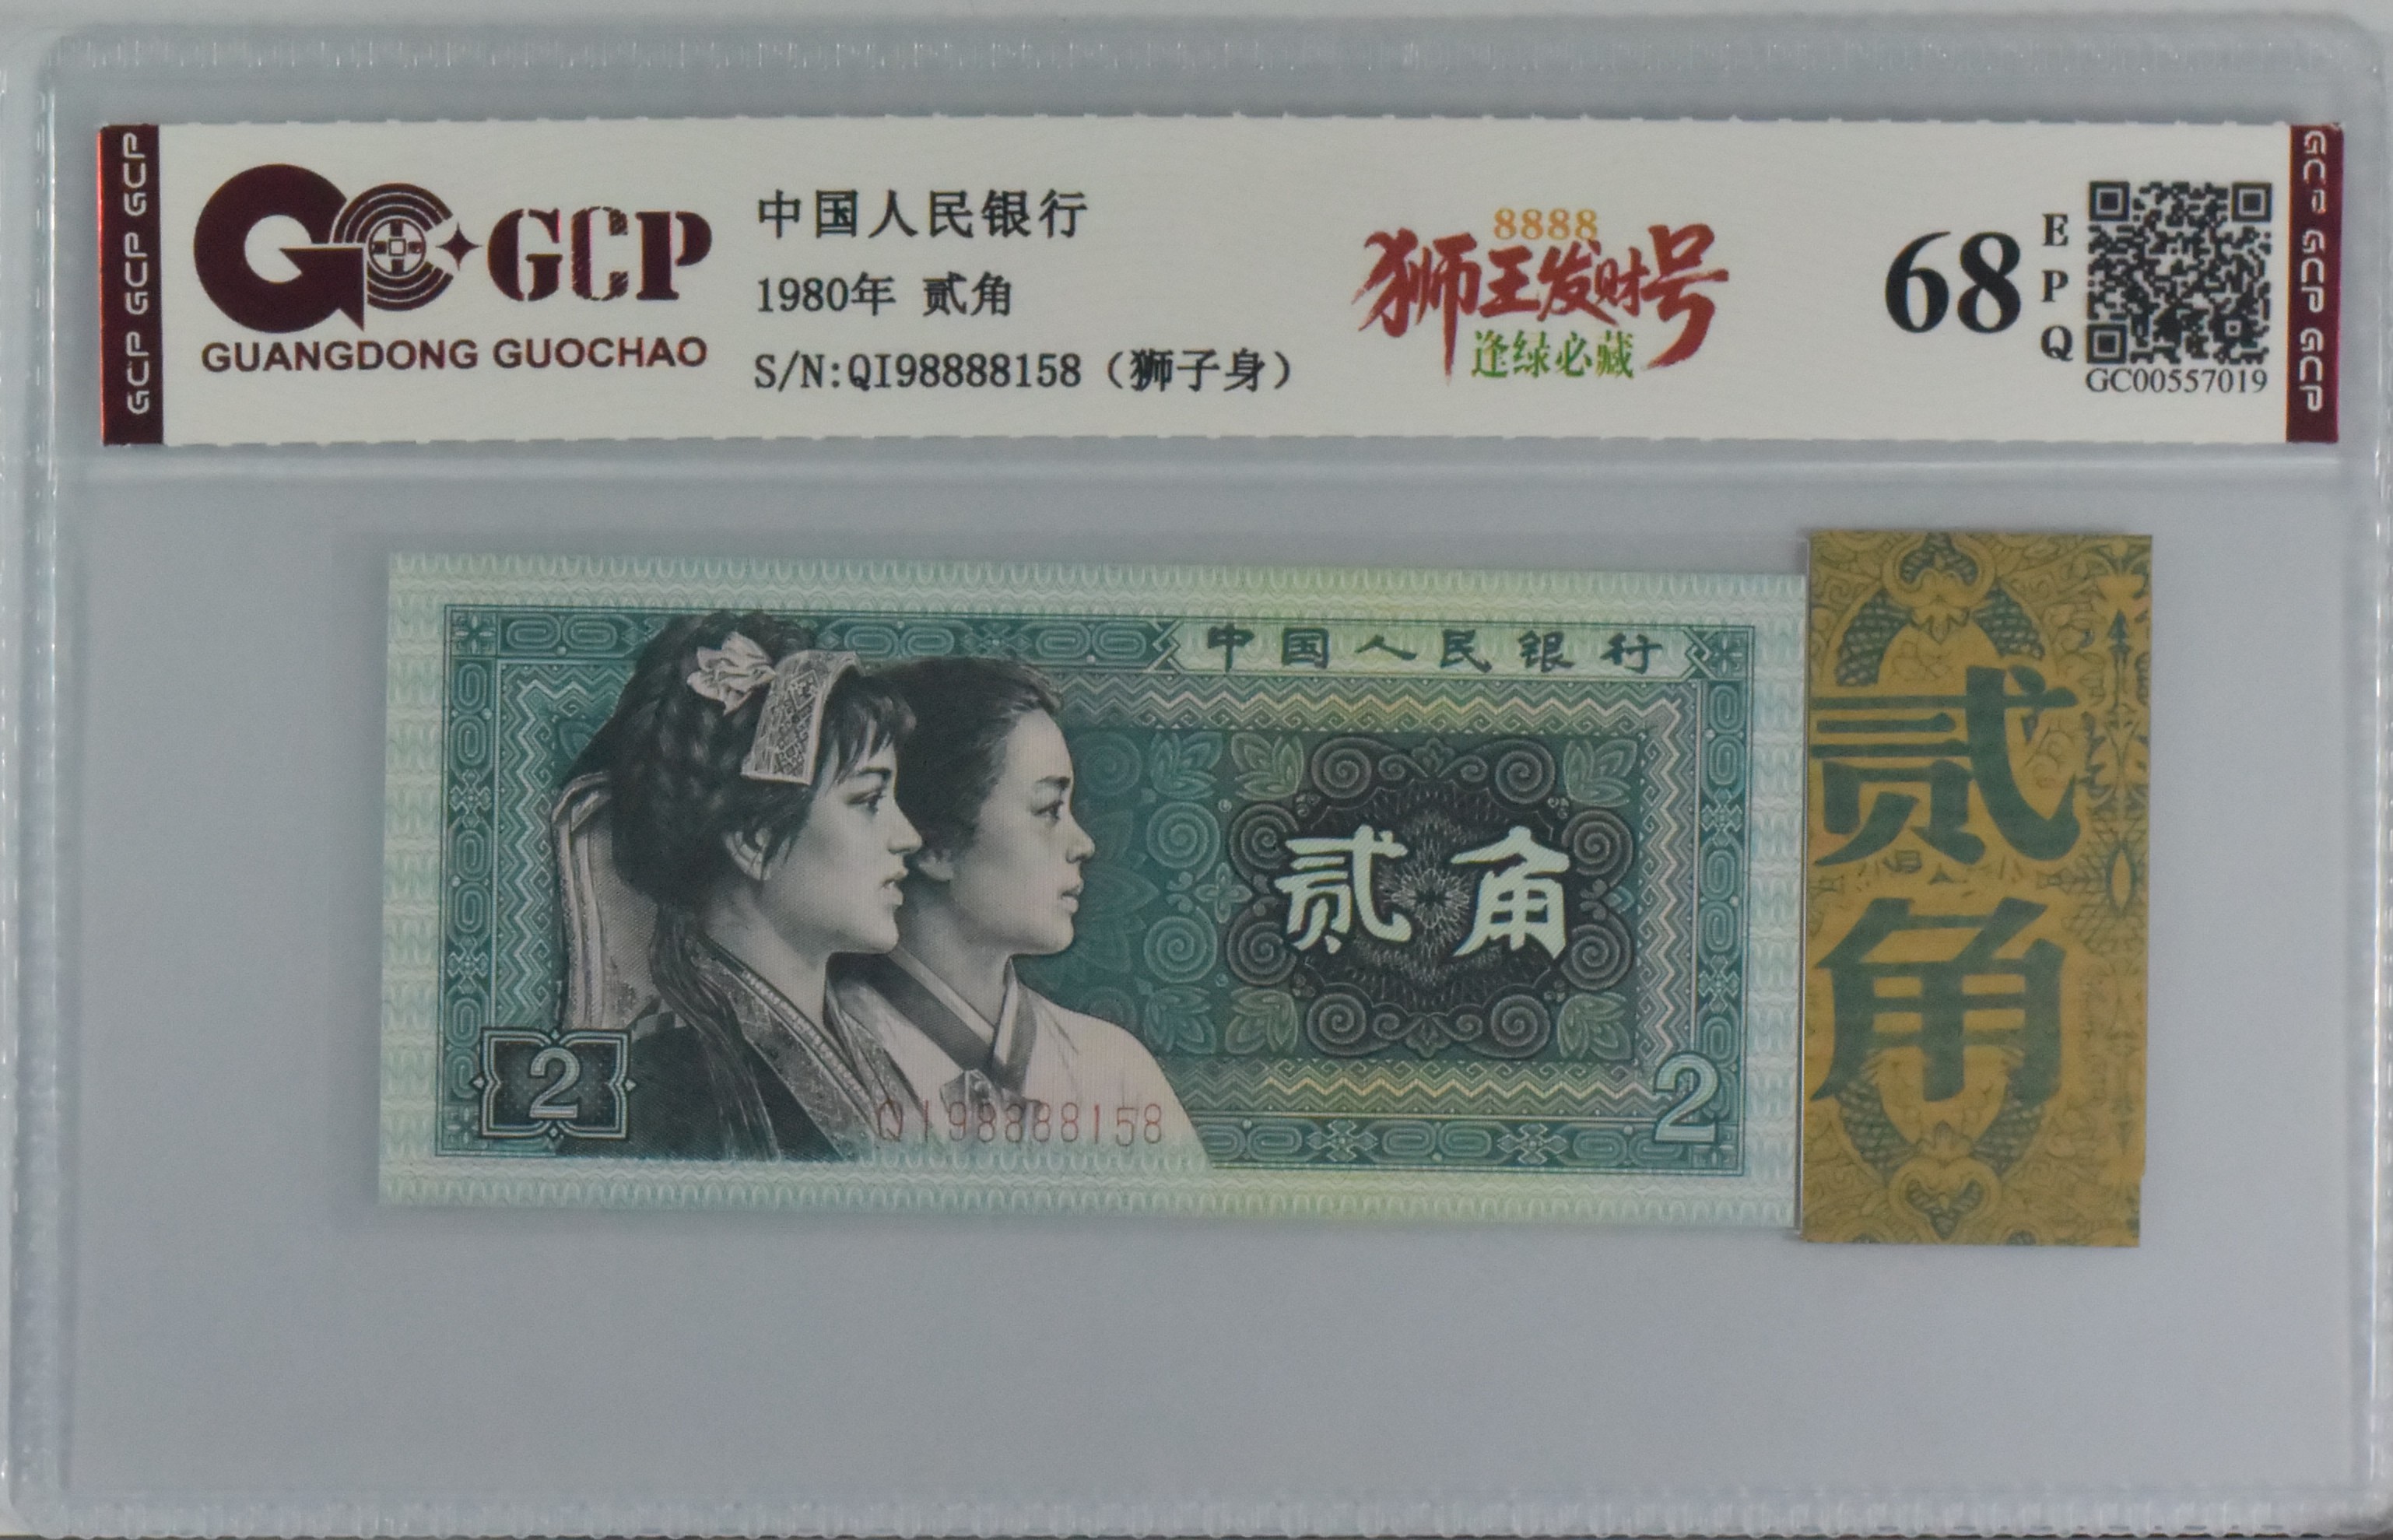 GCP GCP GCP
GCP
GUANGDONG GUOCHAO
中国人民银行
1980年 贰角
S/N:QI98888158（狮子身）
8888
狮王发财号
逢绿必藏
68
EPQ
GC00557019
GCP GCP GCP
中国人民银行
贰角
2
QI98888158
2
贰角